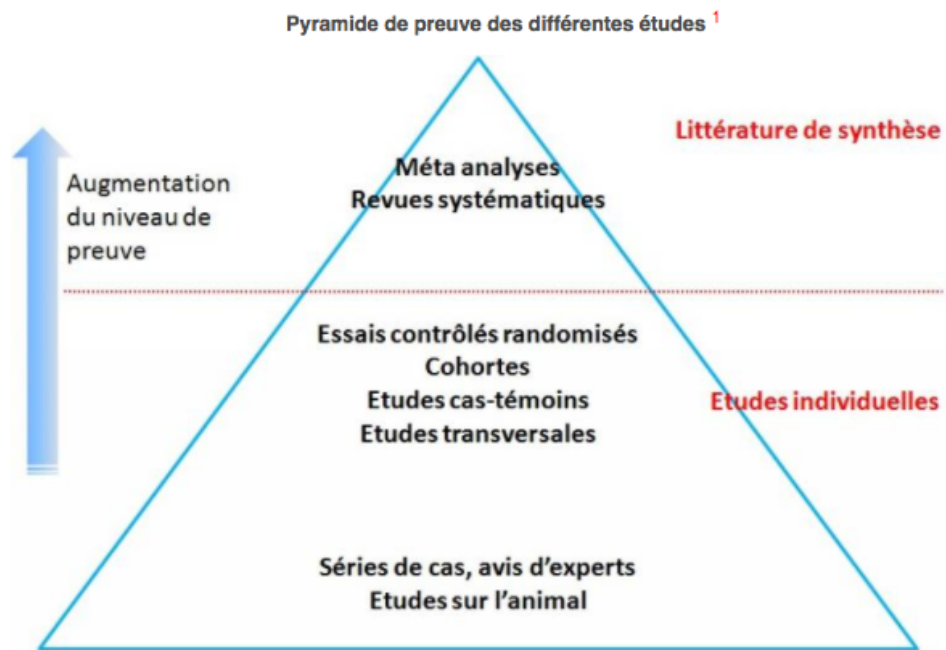 Pyramide de preuve des différentes études 1
Littérature de synthèse
Augmentation
du niveau de
preuve
Méta analyses
Revues systématiques
Essais contrôlés randomisés
Cohortes
Etudes cas-témoins
Etudes transversales
Etudes individuelles
Séries de cas, avis d'experts
Etudes sur l'animal